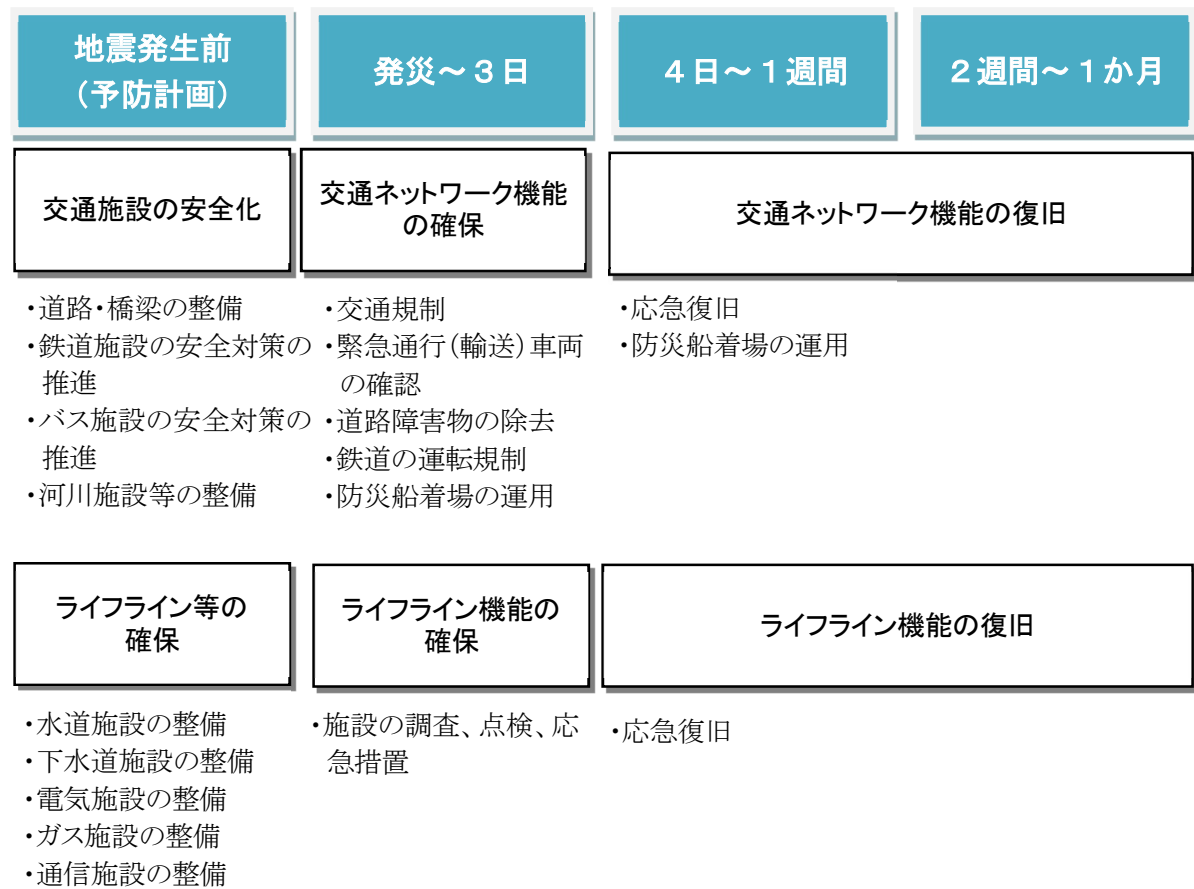 地震発生前
（予防計画）
発災～３日
４日～１週間
２週間～１か月
交通施設の安全化
交通ネットワーク機能
の確保
交通ネットワーク機能の復旧
・道路・橋梁の整備
・鉄道施設の安全対策の
推進
・バス施設の安全対策の
推進
・河川施設等の整備
・交通規制
・緊急通行（輸送）車両
の確認
・道路障害物の除去
・鉄道の運転規制
・防災船着場の運用
・応急復旧
・防災船着場の運用
ライフライン等の
確保
ライフライン機能の
確保
ライフライン機能の復旧
・水道施設の整備
・下水道施設の整備
・電気施設の整備
・ガス施設の整備
・通信施設の整備
・施設の調査、点検、応
急措置
・応急復旧